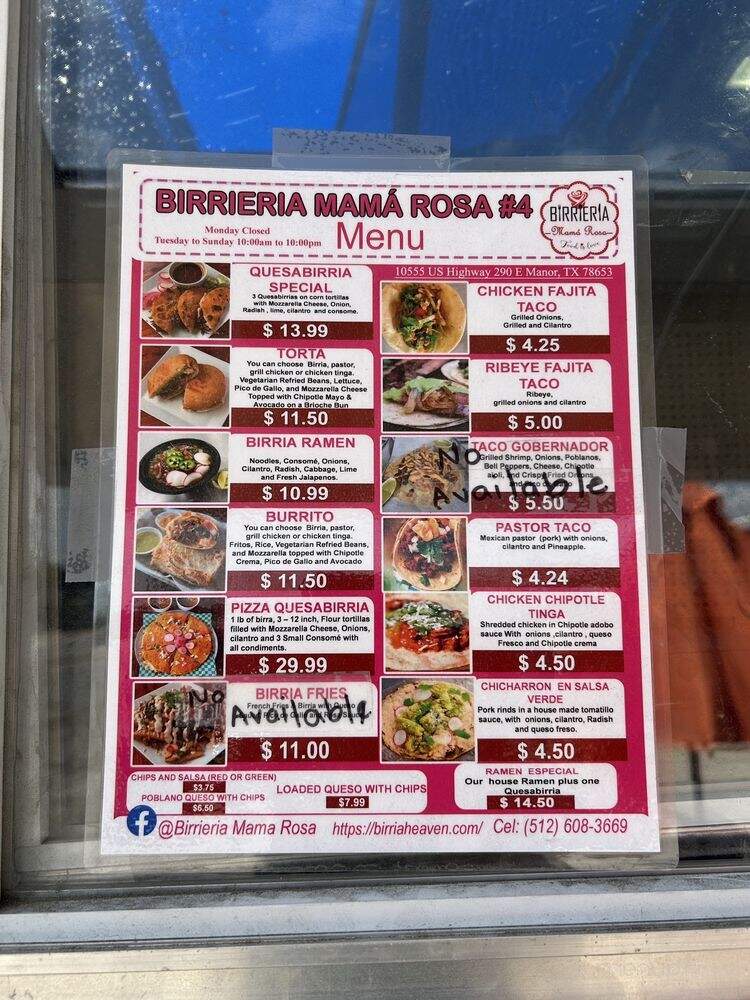 BIRRIERIA MAMÁ ROSA #4
Monday Closed
Tuesday to Sunday 10:00am to 10:00pm
Menu
BIRRIERIA
Mamá Rosa
Food is love
10555 US Highway 290 E Manor, TX 78653
QUESABIRRIA
SPECIAL
3 Quesabirrias on corn tortillas
with Mozzarella Cheese, Onion,
Radish , lime, cilantro and consome.
$ 13.99
TORTA
You can choose Birria, pastor,
grill chicken or chicken tinga.
Vegetarian Refried Beans, Lettuce,
Pico de Gallo, and Mozzarella Cheese
Topped with Chipotle Mayo &
Avocado on a Brioche Bun
$ 11.50
BIRRIA RAMEN
Noodles, Consomé, Onions,
Cilantro, Radish, Cabbage, Lime
and Fresh Jalapenos.
$ 10.99
BURRITO
You can choose Birria, pastor,
grill chicken or chicken tinga.
Fritos, Rice, Vegetarian Refried Beans,
and Mozzarella topped with Chipotle
Crema, Pico de Gallo and Avocado
$ 11.50
PIZZA QUESABIRRIA
1 lb of birra, 3 – 12 inch, Flour tortillas
filled with Mozzarella Cheese, Onions,
cilantro and 3 Small Consomé with
all condiments.
$ 29.99
BIRRIA FRIES
French Fries Birria with Queso
No Available
$ 11.00
CHICKEN FAJITA
TACO
Grilled Onions,
Grilled and Cilantro
$ 4.25
RIBEYE FAJITA
TACO
Ribeye,
grilled onions and cilantro
$ 5.00
TACO GOBERNADOR
Grilled Shrimp, Onions, Poblanos,
Bell Peppers, Cheese, Chipotle
aioli, and Crispy Fried Onions
No Available
$ 5.50
PASTOR TACO
Mexican pastor (pork) with onions,
cilantro and Pineapple.
$ 4.24
CHICKEN CHIPOTLE
TINGA
Shredded chicken in Chipotle adobo
sauce With onions ,cilantro , queso
Fresco and Chipotle crema
$ 4.50
CHICHARRON EN SALSA
VERDE
Pork rinds in a house made tomatillo
sauce, with onions, cilantro, Radish
and queso freso.
$ 4.50
CHIPS AND SALSA (RED OR GREEN)
$3.75
POBLANO QUESO WITH CHIPS
$6.50
LOADED QUESO WITH CHIPS
$7.99
RAMEN ESPECIAL
Our house Ramen plus one
Quesabirria
$ 14.50
f @Birrieria Mama Rosa https://birriaheaven.com/ Cel: (512) 608-3669